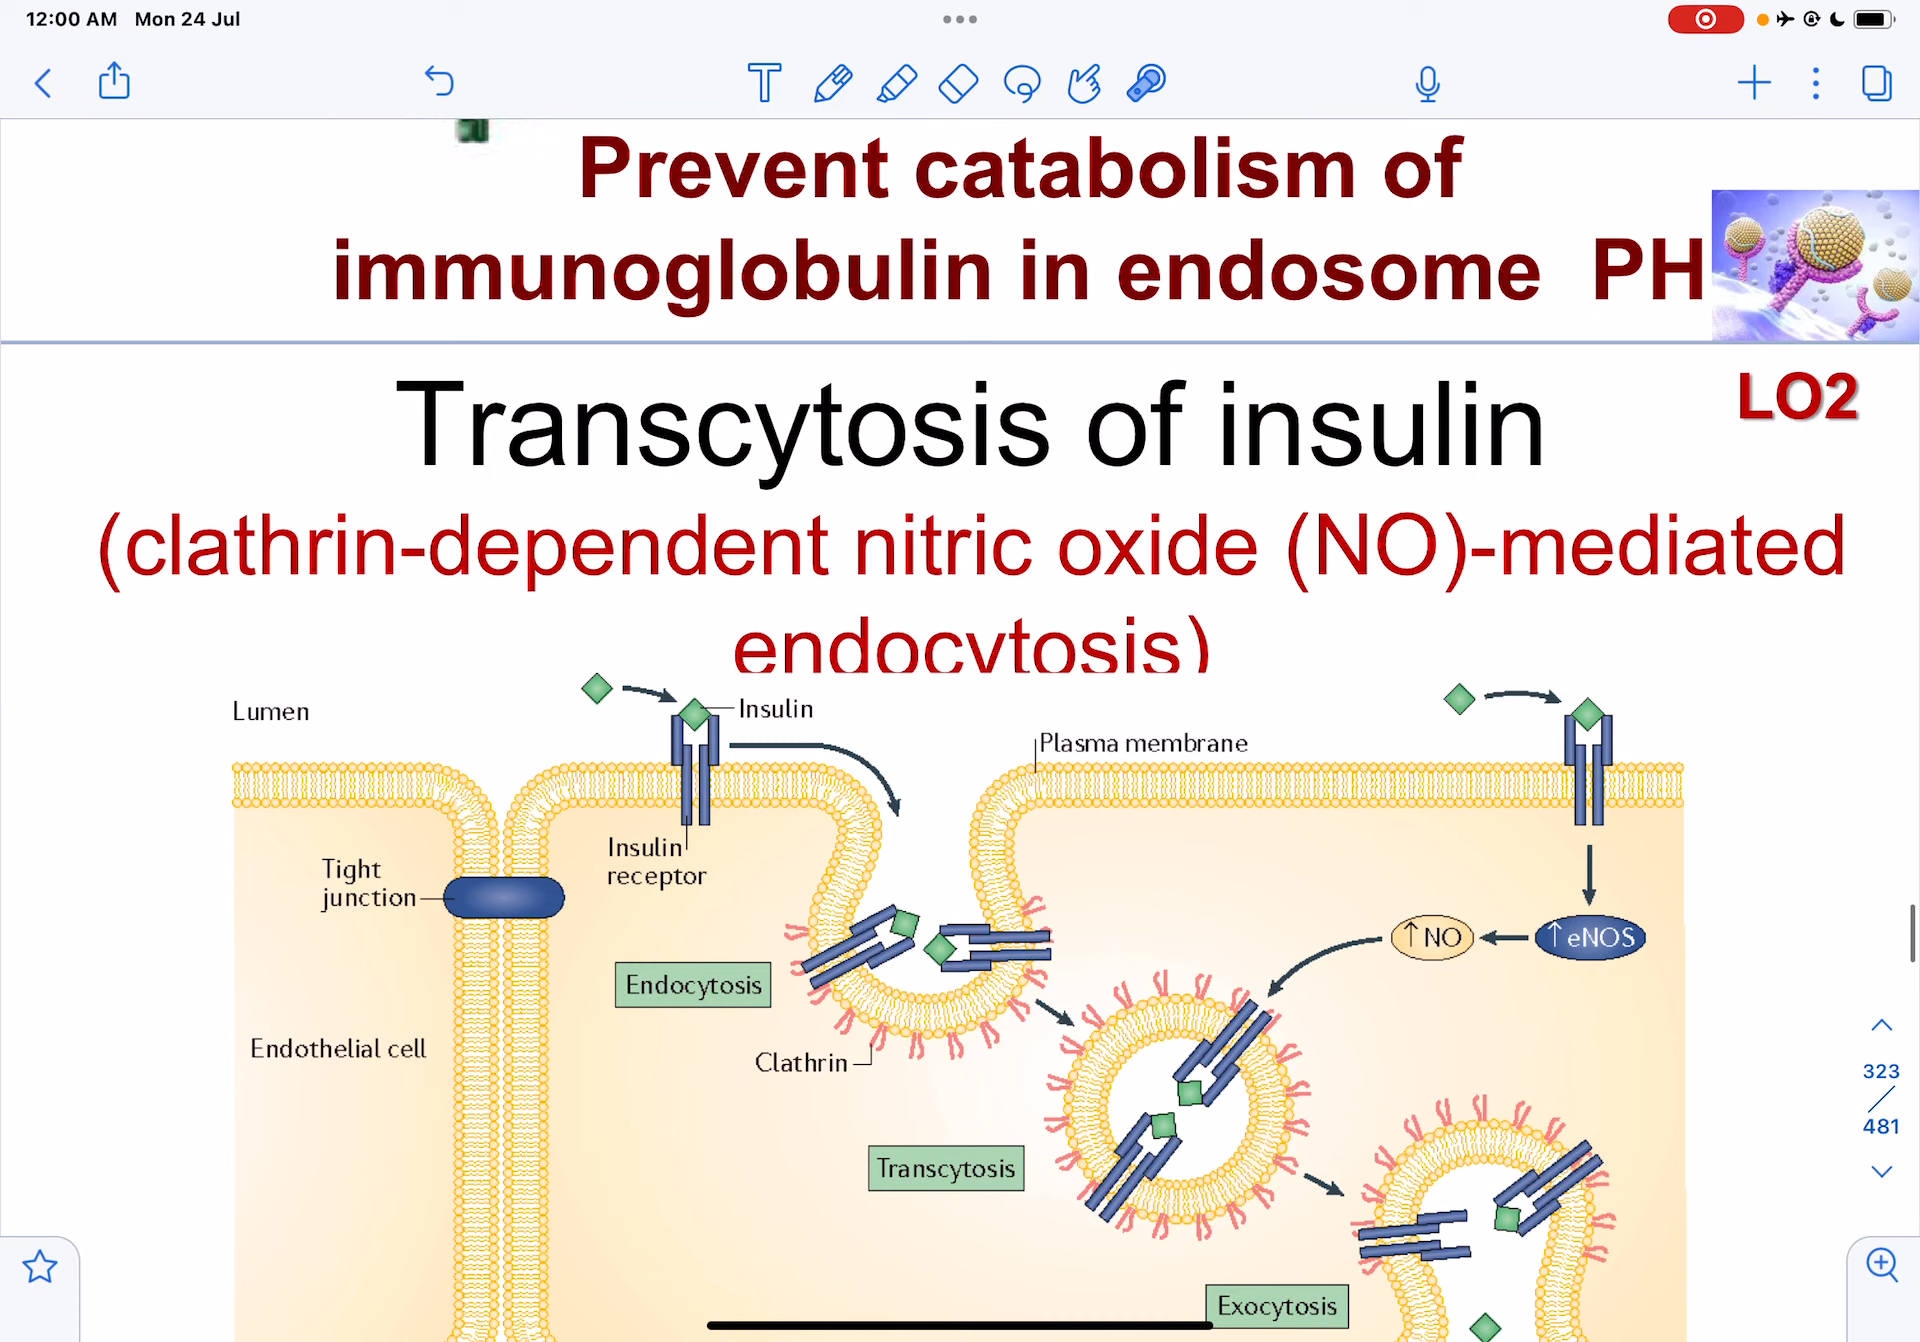 12:00 AM Mon 24 Jul
Prevent catabolism of
immunoglobulin in endosome PH
LO2
Transcytosis of insulin
(clathrin-dependent nitric oxide (NO)-mediated
endocytosis)
Lumen
Insulin
Plasma membrane
Insulin
receptor
Tight
junction
↑NO
↑eNOS
Endocytosis
Endothelial cell
Clathrin
323
/
481
Transcytosis
Exocytosis